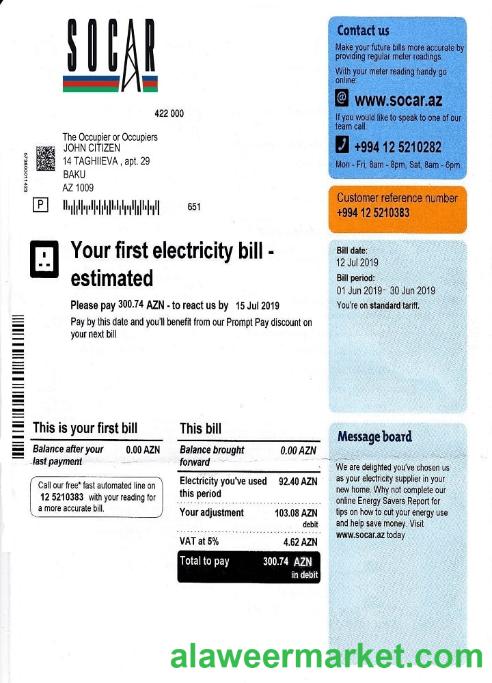 SOCAR
422 000
The Occupier or Occupiers
JOHN CITIZEN
14 TAGHIIEVA , apt. 29
BAKU
AZ 1009
P
651
Your first electricity bill -
estimated
Please pay 300.74 AZN - to react us by 15 Jul 2019
Pay by this date and you'll benefit from our Prompt Pay discount on
your next bill
This is your first bill
Balance after your 0.00 AZN
last payment
Call our free* fast automated line on
12 5210383 with your reading for
a more accurate bill.
This bill
Balance brought 0.00 AZN
forward
Electricity you've used 92.40 AZN
this period
Your adjustment 103.08 AZN
debit
VAT at 5% 4.62 AZN
Total to pay 300.74 AZN
in debit
Contact us
Make your future bills more accurate by
providing regular meter readings.
With your meter reading handy go
online:
@ www.socar.az
If you would like to speak to one of our
team call.
+994 12 5210282
Mon - Fri, 8am - 8pm, Sat, 8am - 6pm
Customer reference number
+994 12 5210383
Bill date:
12 Jul 2019
Bill period:
01 Jun 2019- 30 Jun 2019
You're on standard tariff.
Message board
We are delighted you've chosen us
as your electricity supplier in your
new home. Why not complete our
online Energy Savers Report for
tips on how to cut your energy use
and help save money. Visit
www.socar.az today
alaweermarket.com